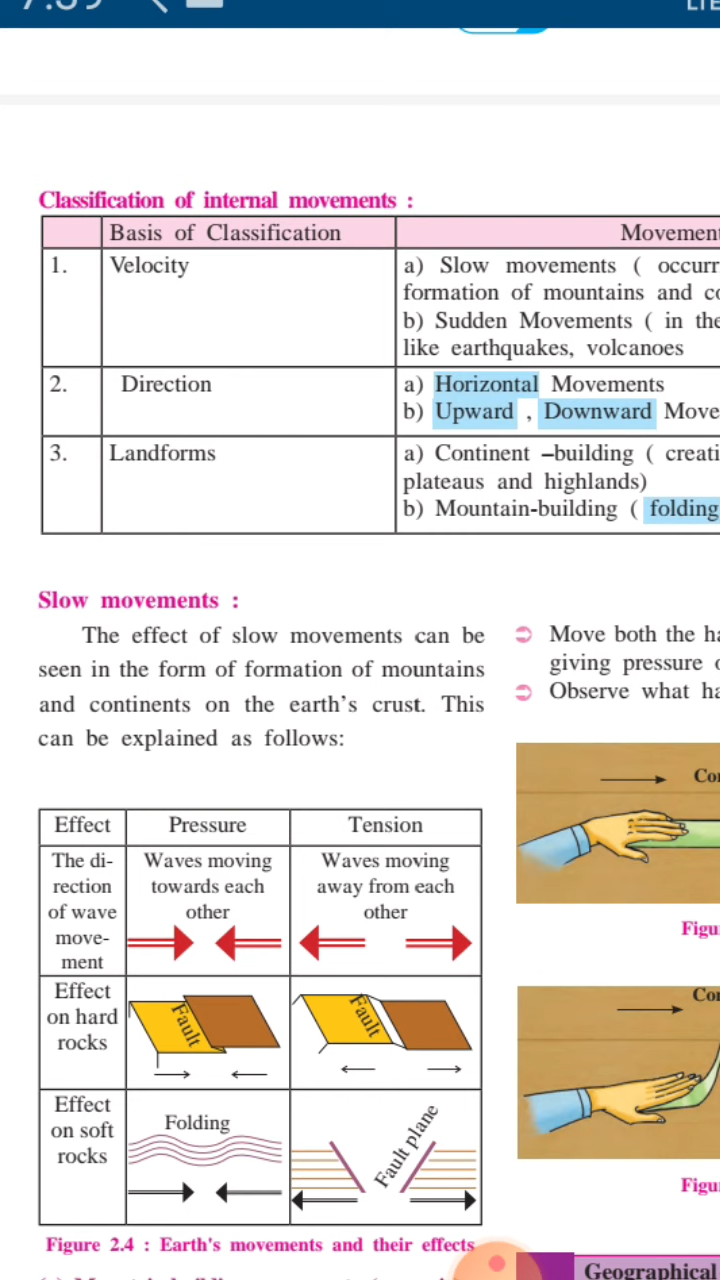 Classification of internal movements :
Basis of Classification
1. Velocity
a) Slow movements ( occurr
formation of mountains and
b) Sudden Movements ( in the
like earthquakes, volcanoes
2. Direction
a) Horizontal Movements
b) Upward , Downward Move
3. Landforms
a) Continent –building ( creati
plateaus and highlands)
b) Mountain-building ( folding
Slow movements :
The effect of slow movements can be
seen in the form of formation of mountains
and continents on the earth's crust. This
can be explained as follows:
Effect Pressure Tension
The di-
rection
of wave
move-
ment
Waves moving
towards each
other
Waves moving
away from each
other
Effect
on hard
rocks
Fault
Fault
Effect
on soft
rocks
Folding
Fault plane
Figure 2.4 : Earth's movements and their effects
Move both the
giving pressure
Observe what
Geographical